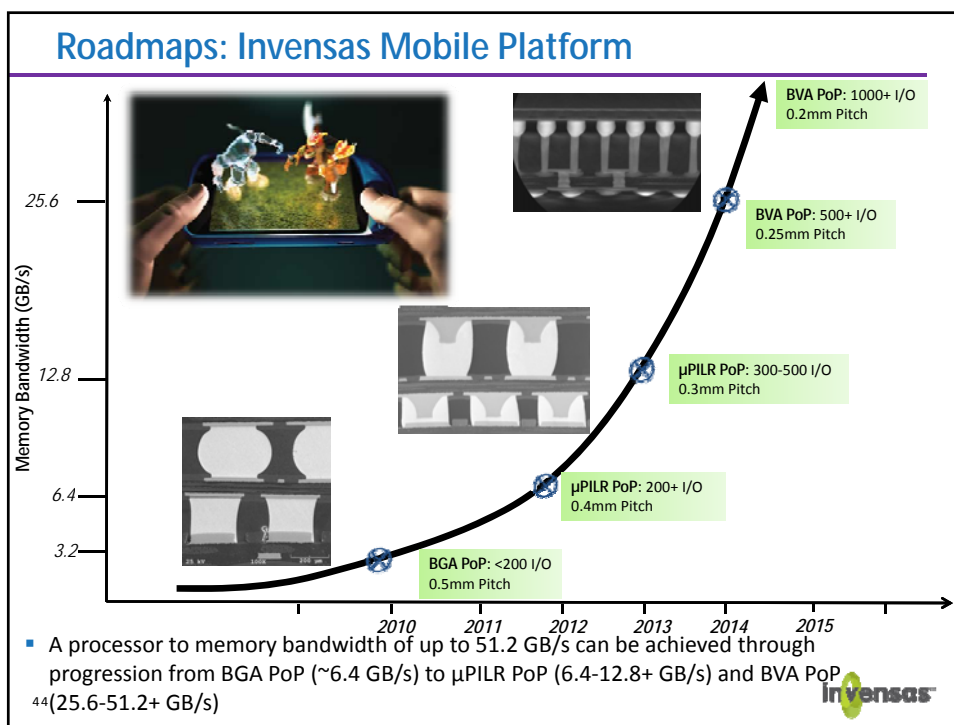 Roadmaps: Invensas Mobile Platform
BVA PoP: 1000+ I/O
0.2mm Pitch
25.6
BVA PoP: 500+ I/O
0.25mm Pitch
Memory Bandwidth (GB/s)
12.8
µPILR PoP: 300-500 I/O
0.3mm Pitch
6.4
µPILR PoP: 200+ I/O
0.4mm Pitch
3.2
BGA PoP: <200 I/O
0.5mm Pitch
25 kV
200 µm
2010 2011 2012 2013 2014 2015
▪ A processor to memory bandwidth of up to 51.2 GB/s can be achieved through
progression from BGA PoP (~6.4 GB/s) to µPILR PoP (6.4-12.8+ GB/s) and BVA PoP
44 (25.6-51.2+ GB/s)
invensas